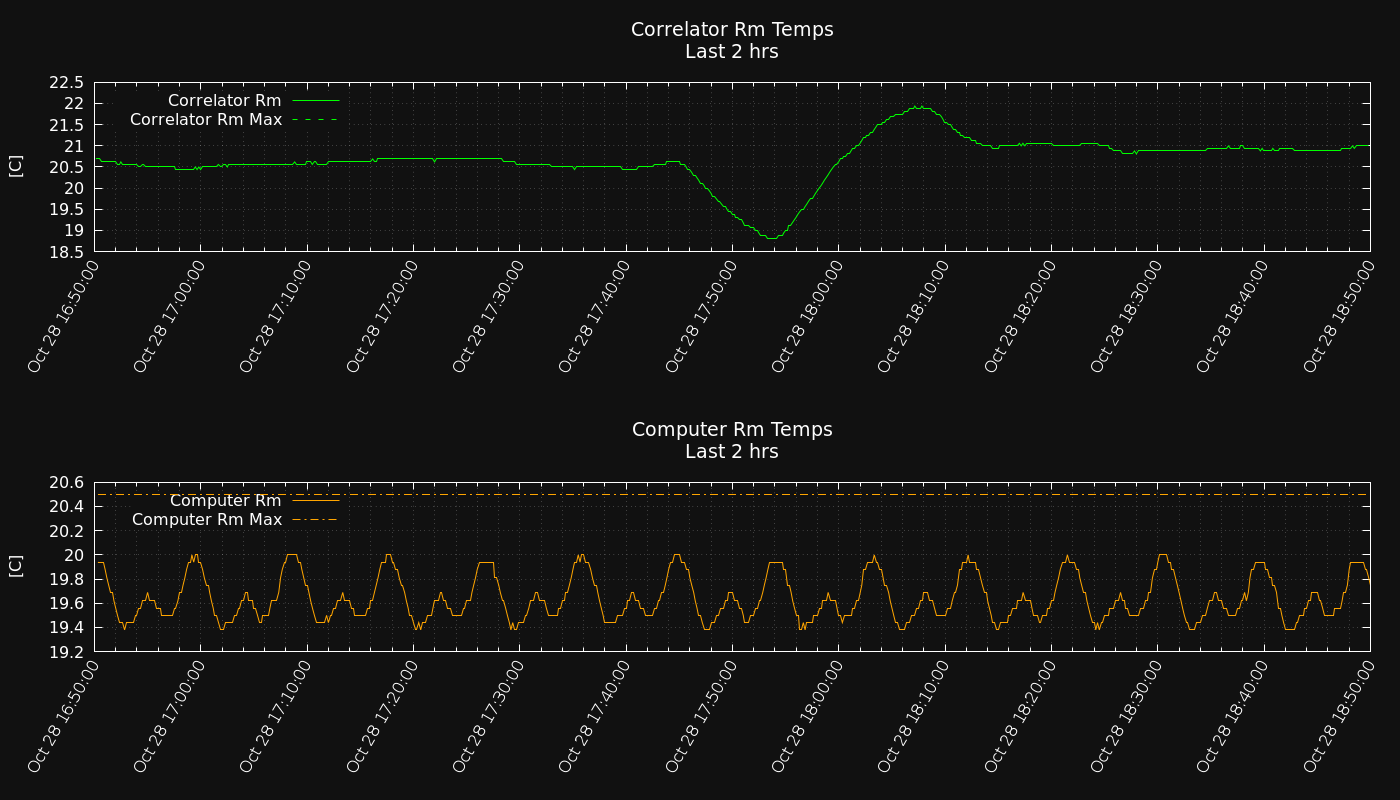 Correlator Rm Temps
Last 2 hrs
22.5
22
21.5
21
20.5
20
19.5
19
18.5
[C]
Correlator Rm
Correlator Rm Max
Oct 28 16:50:00
Oct 28 17:00:00
Oct 28 17:10:00
Oct 28 17:20:00
Oct 28 17:30:00
Oct 28 17:40:00
Oct 28 17:50:00
Oct 28 18:00:00
Oct 28 18:10:00
Oct 28 18:20:00
Oct 28 18:30:00
Oct 28 18:40:00
Oct 28 18:50:00
Computer Rm Temps
Last 2 hrs
20.6
20.4
20.2
20
19.8
19.6
19.4
19.2
[C]
Computer Rm
Computer Rm Max
Oct 28 16:50:00
Oct 28 17:00:00
Oct 28 17:10:00
Oct 28 17:20:00
Oct 28 17:30:00
Oct 28 17:40:00
Oct 28 17:50:00
Oct 28 18:00:00
Oct 28 18:10:00
Oct 28 18:20:00
Oct 28 18:30:00
Oct 28 18:40:00
Oct 28 18:50:00